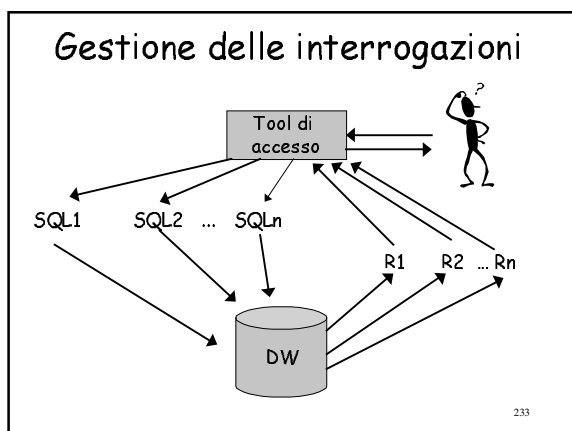 Gestione delle interrogazioni
?
Tool di
accesso
SQL1 SQL2 ... SQLn
R1 R2 ... Rn
DW
233